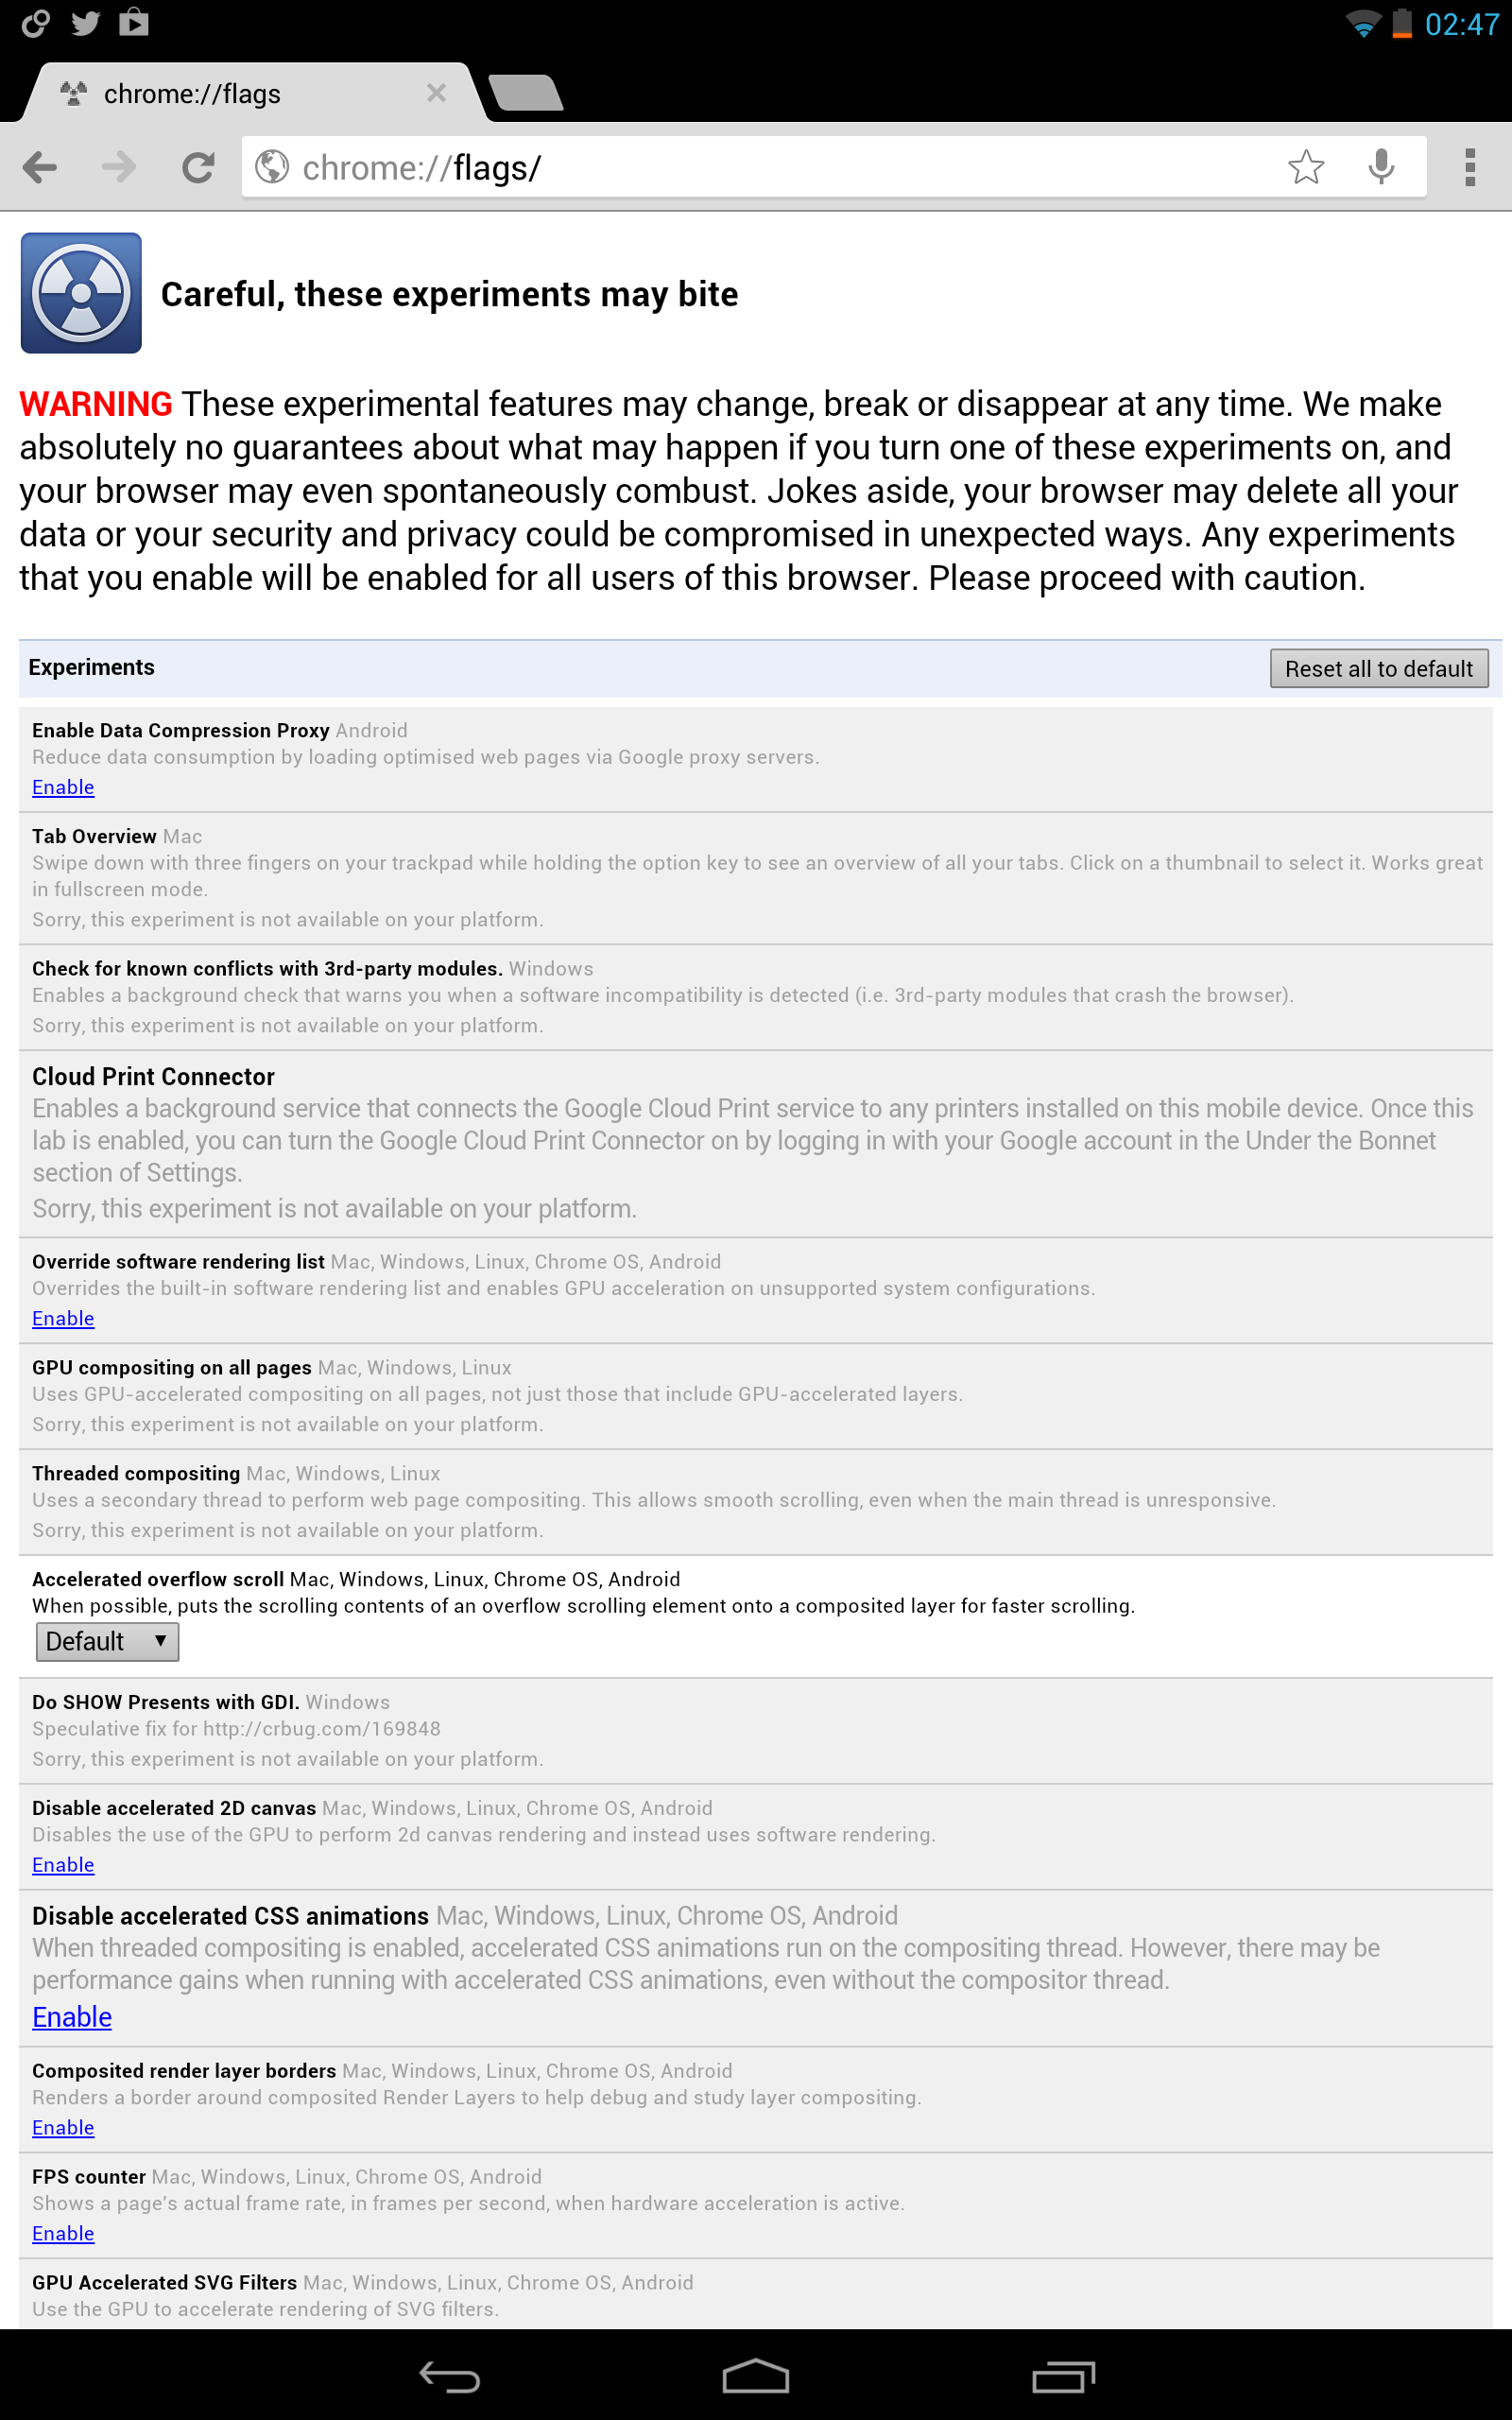 02:47
chrome://flags
chrome://flags/
Careful, these experiments may bite
WARNING These experimental features may change, break or disappear at any time. We make
absolutely no guarantees about what may happen if you turn one of these experiments on, and
your browser may even spontaneously combust. Jokes aside, your browser may delete all your
data or your security and privacy could be compromised in unexpected ways. Any experiments
that you enable will be enabled for all users of this browser. Please proceed with caution.
Experiments
Reset all to default
Enable Data Compression Proxy Android
Reduce data consumption by loading optimised web pages via Google proxy servers.
Enable
Tab Overview Mac
Swipe down with three fingers on your trackpad while holding the option key to see an overview of all your tabs. Click on a thumbnail to select it. Works great
in fullscreen mode.
Sorry, this experiment is not available on your platform.
Check for known conflicts with 3rd-party modules. Windows
Enables a background check that warns you when a software incompatibility is detected (i.e. 3rd-party modules that crash the browser).
Sorry, this experiment is not available on your platform.
Cloud Print Connector
Enables a background service that connects the Google Cloud Print service to any printers installed on this mobile device. Once this
lab is enabled, you can turn the Google Cloud Print Connector on by logging in with your Google account in the Under the Bonnet
section of Settings.
Sorry, this experiment is not available on your platform.
Override software rendering list Mac, Windows, Linux, Chrome OS, Android
Overrides the built-in software rendering list and enables GPU acceleration on unsupported system configurations.
Enable
GPU compositing on all pages Mac, Windows, Linux
Uses GPU-accelerated compositing on all pages, not just those that include GPU-accelerated layers.
Sorry, this experiment is not available on your platform.
Threaded compositing Mac, Windows, Linux
Uses a secondary thread to perform web page compositing. This allows smooth scrolling, even when the main thread is unresponsive.
Sorry, this experiment is not available on your platform.
Accelerated overflow scroll Mac, Windows, Linux, Chrome OS, Android
When possible, puts the scrolling contents of an overflow scrolling element onto a composited layer for faster scrolling.
Default
Do SHOW Presents with GDI. Windows
Speculative fix for http://crbug.com/169848
Sorry, this experiment is not available on your platform.
Disable accelerated 2D canvas Mac, Windows, Linux, Chrome OS, Android
Disables the use of the GPU to perform 2d canvas rendering and instead uses software rendering.
Enable
Disable accelerated CSS animations Mac, Windows, Linux, Chrome OS, Android
When threaded compositing is enabled, accelerated CSS animations run on the compositing thread. However, there may be
performance gains when running with accelerated CSS animations, even without the compositor thread.
Enable
Composited render layer borders Mac, Windows, Linux, Chrome OS, Android
Renders a border around composited Render Layers to help debug and study layer compositing.
Enable
FPS counter Mac, Windows, Linux, Chrome OS, Android
Shows a page's actual frame rate, in frames per second, when hardware acceleration is active.
Enable
GPU Accelerated SVG Filters Mac, Windows, Linux, Chrome OS, Android
Use the GPU to accelerate rendering of SVG filters.